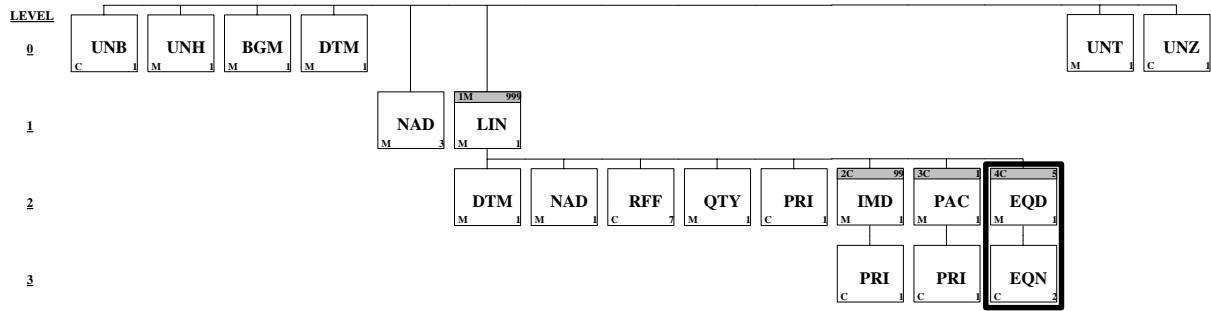 LEVEL
0 UNB UNH BGM DTM UNT UNZ
C 1 M 1 M 1 M 1 M 1 C 1
1M 999
1 NAD LIN
M 3 M 1
2C 99 3C 1 4C 5
2 DTM NAD RFF QTY PRI IMD PAC EQD
M 1 M 1 C 7 M 1 C 1 M 1 M 1 M 1
3 PRI PRI EQN
C 1 C 1 C 2